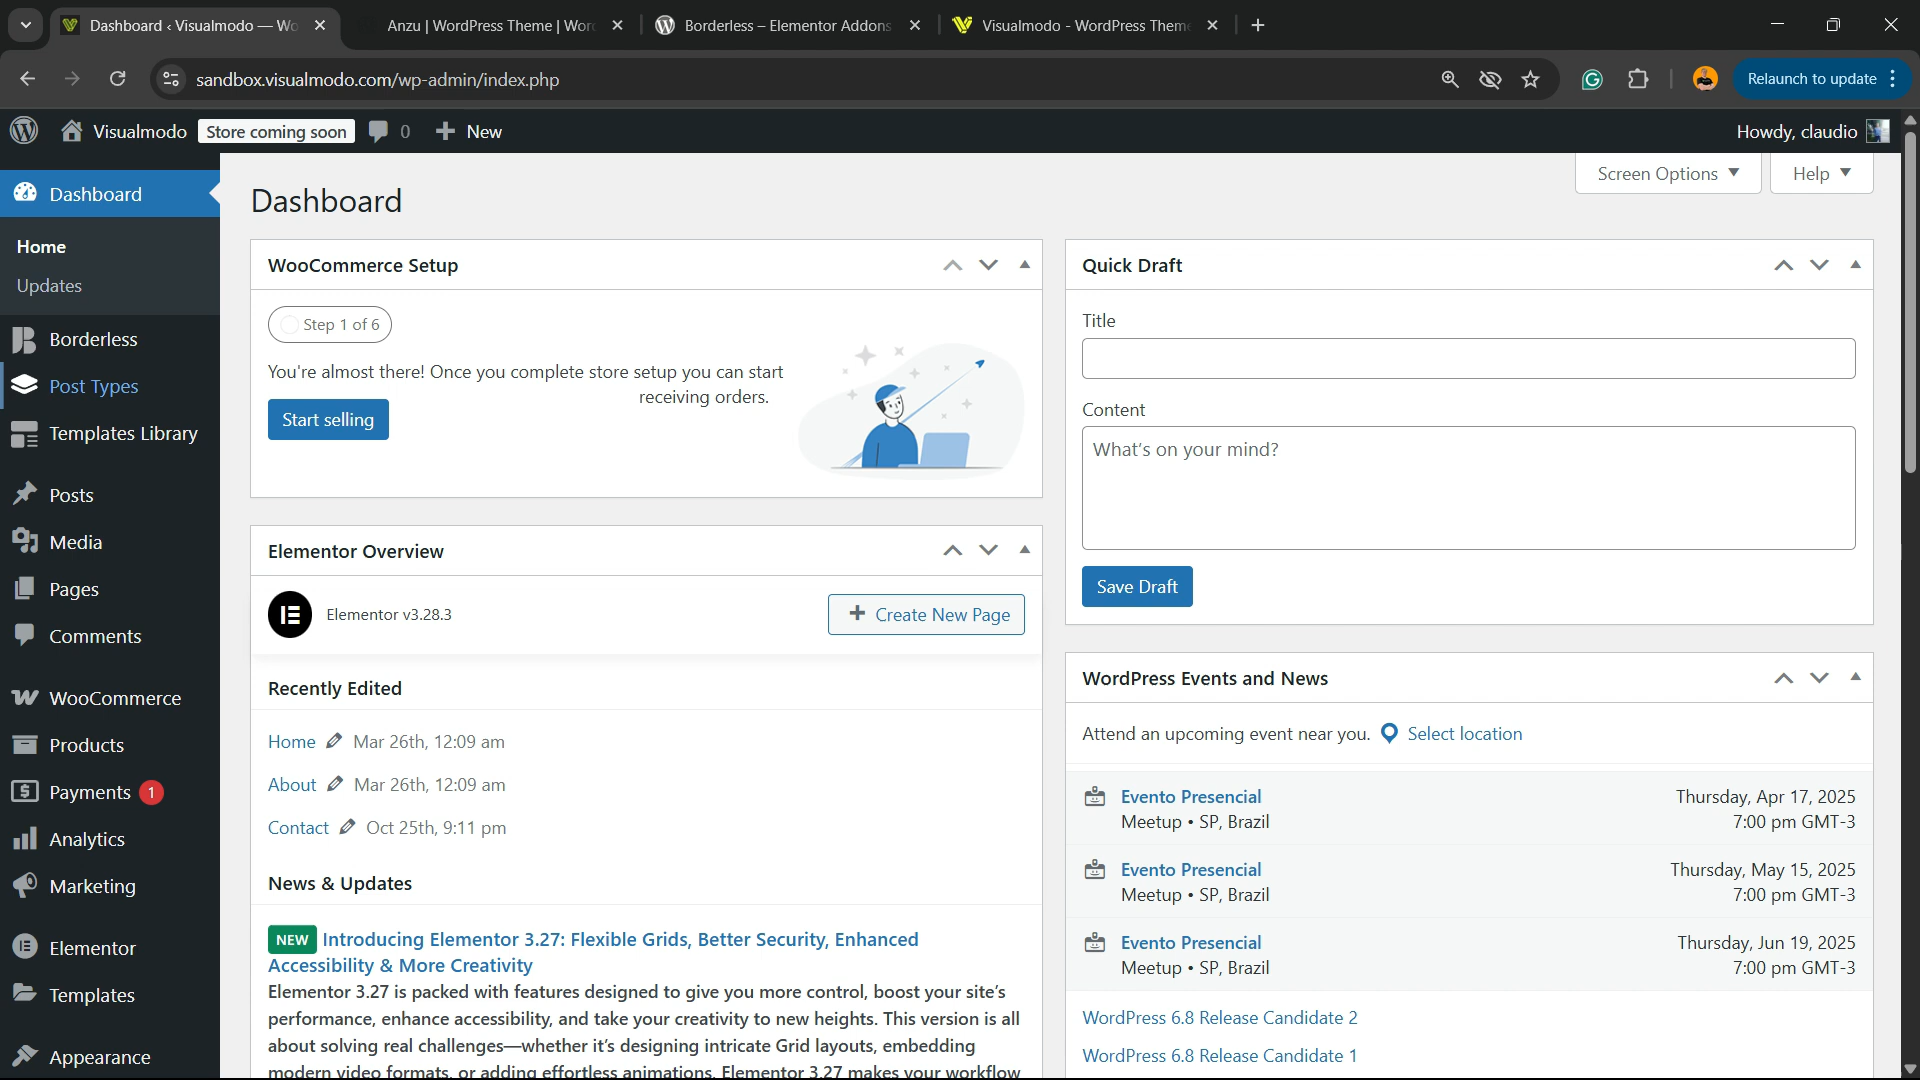 Dashboard ‹ Visualmodo — Wo
Anzu | WordPress Theme | Wor
Borderless – Elementor Addons
Visualmodo - WordPress Theme
sandbox.visualmodo.com/wp-admin/index.php
Relaunch to update
Visualmodo
Store coming soon
0
New
Howdy, claudio
Dashboard
Home
Updates
Borderless
Post Types
Templates Library
Posts
Media
Pages
Comments
WooCommerce
Products
Payments 1
Analytics
Marketing
Elementor
Templates
Appearance
Screen Options
Help
Dashboard
WooCommerce Setup
Step 1 of 6
You're almost there! Once you complete store setup you can start
receiving orders.
Start selling
Elementor Overview
Elementor v3.28.3
Create New Page
Recently Edited
Home Mar 26th, 12:09 am
About Mar 26th, 12:09 am
Contact Oct 25th, 9:11 pm
News & Updates
NEW Introducing Elementor 3.27: Flexible Grids, Better Security, Enhanced
Accessibility & More Creativity
Elementor 3.27 is packed with features designed to give you more control, boost your site's
performance, enhance accessibility, and take your creativity to new heights. This version is all
about solving real challenges—whether it's designing intricate Grid layouts, embedding
modern video formats, or adding effortless animations, Elementor 3.27 makes your workflow
Quick Draft
Title
Content
What's on your mind?
Save Draft
WordPress Events and News
Attend an upcoming event near you. Select location
Evento Presencial
Meetup • SP, Brazil
Thursday, Apr 17, 2025
7:00 pm GMT-3
Evento Presencial
Meetup • SP, Brazil
Thursday, May 15, 2025
7:00 pm GMT-3
Evento Presencial
Meetup • SP, Brazil
Thursday, Jun 19, 2025
7:00 pm GMT-3
WordPress 6.8 Release Candidate 2
WordPress 6.8 Release Candidate 1